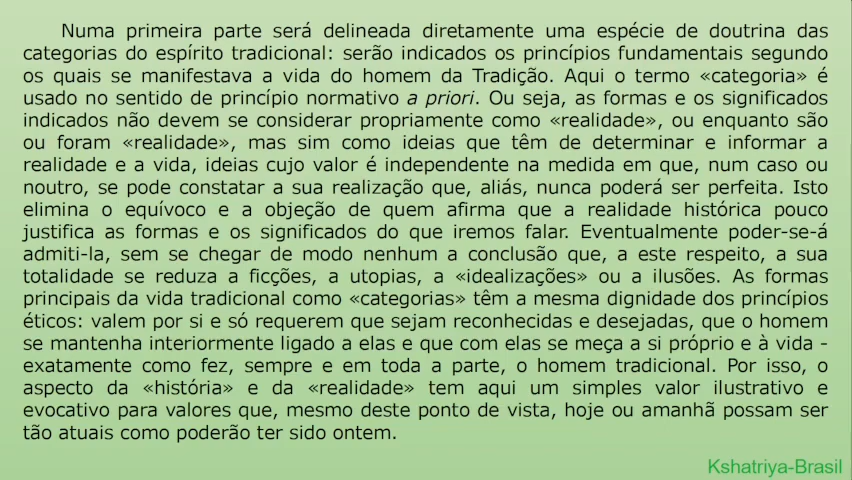 Numa primeira parte será delineada diretamente uma espécie de doutrina das
categorias do espírito tradicional: serão indicados os princípios fundamentais segundo
os quais se manifestava a vida do homem da Tradição. Aqui o termo «categoria» é
usado no sentido de princípio normativo a priori. Ou seja, as formas e os significados
indicados não devem se considerar propriamente como «realidade», ou enquanto são
ou foram «realidade», mas sim como ideias que têm de determinar e informar a
realidade e a vida, ideias cujo valor é independente na medida em que, num caso ou
noutro, se pode constatar a sua realização que, aliás, nunca poderá ser perfeita. Isto
elimina o equívoco e a objeção de quem afirma que a realidade histórica pouco
justifica as formas e os significados do que iremos falar. Eventualmente poder-se-á
admiti-la, sem se chegar de modo nenhum a conclusão que, a este respeito, a sua
totalidade se reduza a ficções, a utopias, a «idealizações» ou a ilusões. As formas
principais da vida tradicional como «categorias» têm a mesma dignidade dos princípios
éticos: valem por si e só requerem que sejam reconhecidas e desejadas, que o homem
se mantenha interiormente ligado a elas e que com elas se meça a si próprio e à vida -
exatamente como fez, sempre e em toda a parte, o homem tradicional. Por isso, o
aspecto da «história» e da «realidade» tem aqui um simples valor ilustrativo e
evocativo para valores que, mesmo deste ponto de vista, hoje ou amanhã possam ser
tão atuais como poderão ter sido ontem.
Kshatriya-Brasil